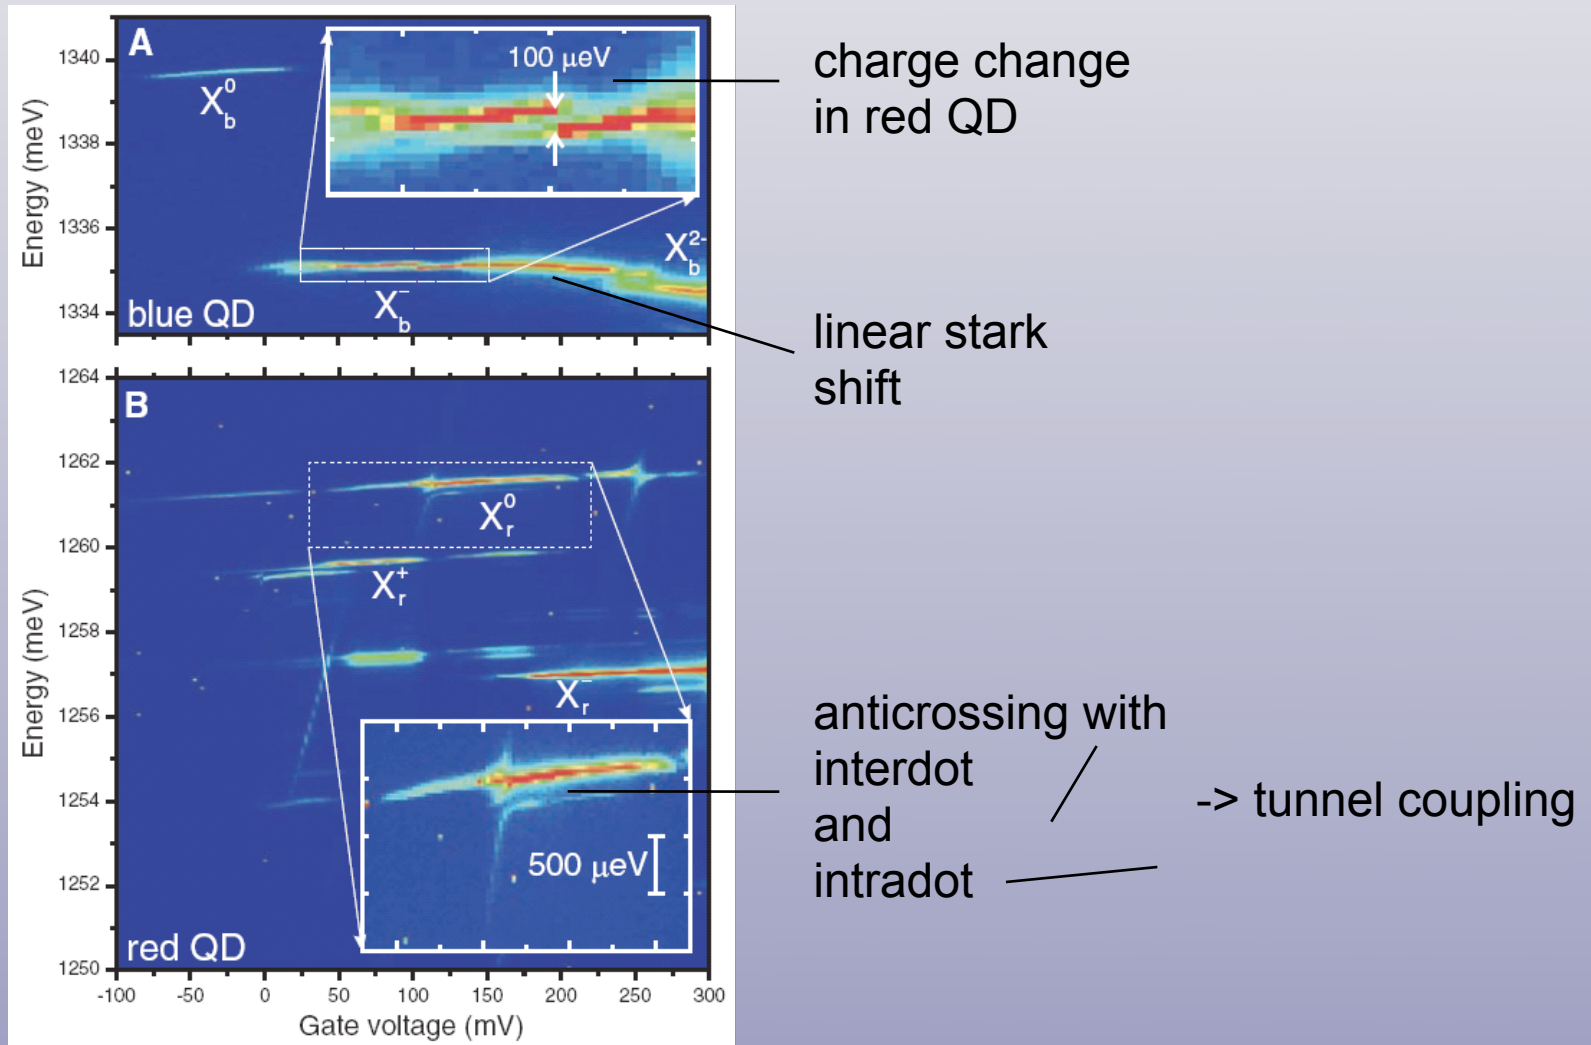 A
1340
1338
1336
1334
Energy (meV)
X_b^0
100 µeV
X_b^-
X_b^2-
blue QD
charge change
in red QD
linear stark
shift
B
1264
1262
1260
1258
1256
1254
1252
1250
Energy (meV)
X_r^0
X_r^+
X_r^-
500 µeV
red QD
-100 -50 0 50 100 150 200 250 300
Gate voltage (mV)
anticrossing with
interdot
and
intradot
-> tunnel coupling